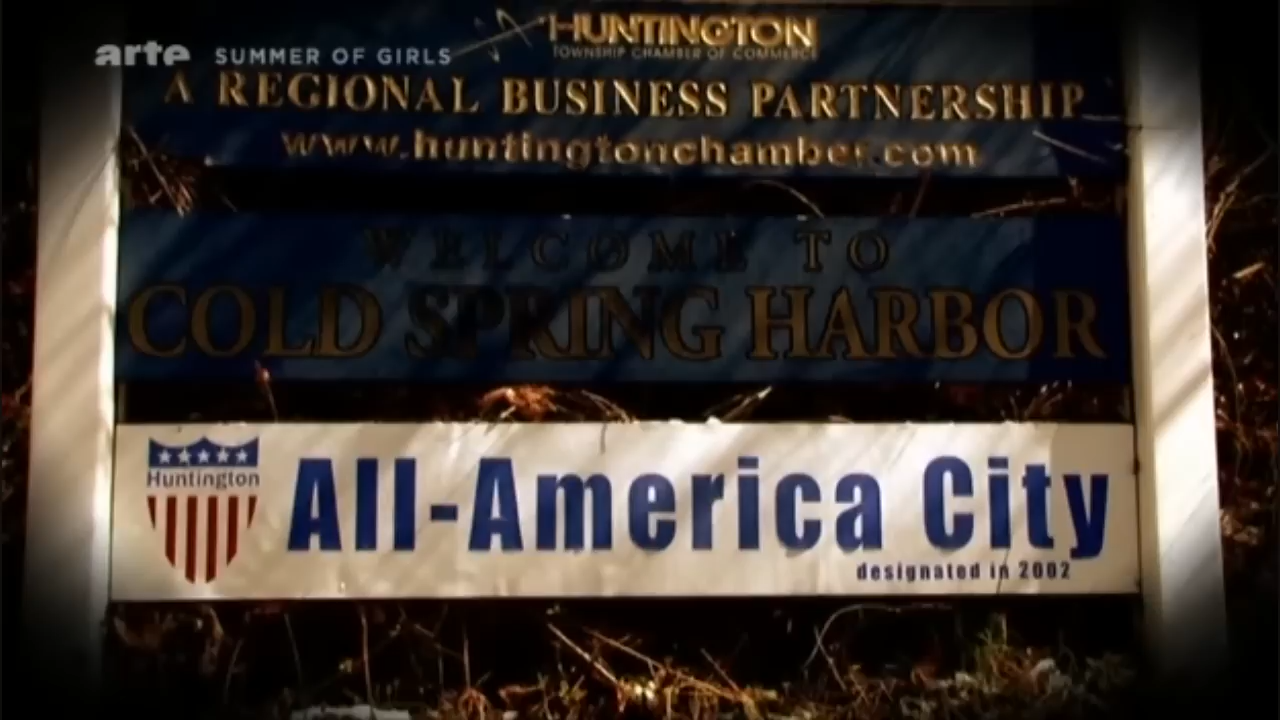 arte SUMMER OF GIRLS
HUNTINGTON
TOWNSHIP CHAMBER OF COMMERCE
A REGIONAL BUSINESS PARTNERSHIP
www.huntingtonchamber.com
WELCOME TO
COLD SPRING HARBOR
Huntington
All-America City
designated in 2002